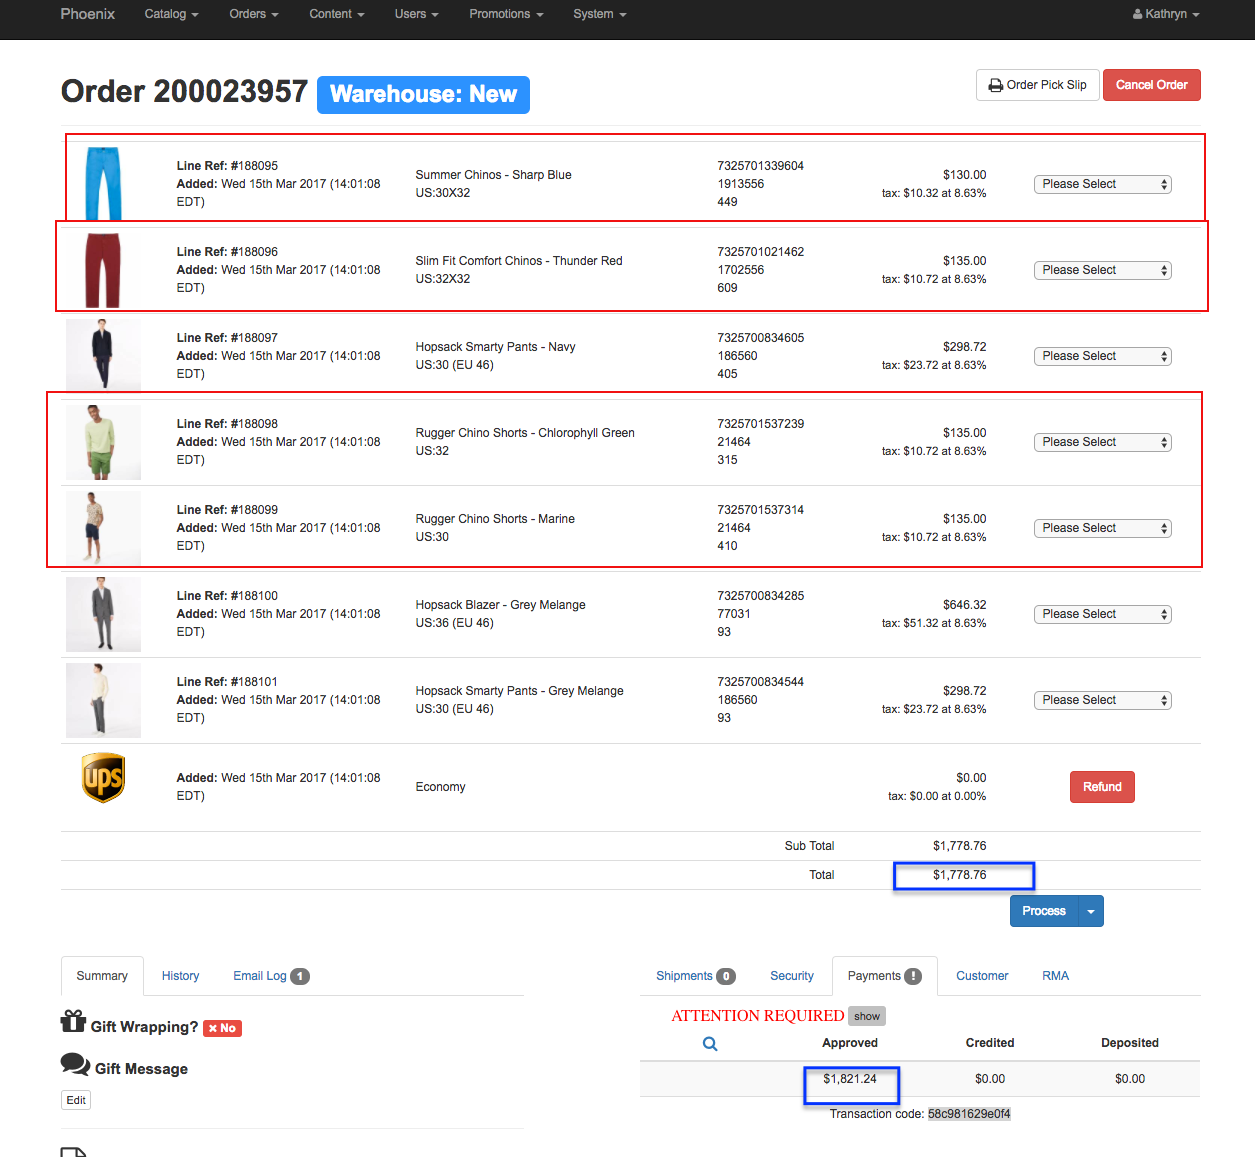 Phoenix Catalog Orders Content Users Promotions System Kathryn
Order 200023957 Warehouse: New Order Pick Slip Cancel Order
Line Ref: #188095
Added: Wed 15th Mar 2017 (14:01:08
EDT)
Summer Chinos - Sharp Blue
US:30X32
7325701339604
1913556
449
$130.00
tax: $10.32 at 8.63%
Please Select
Line Ref: #188096
Added: Wed 15th Mar 2017 (14:01:08
EDT)
Slim Fit Comfort Chinos - Thunder Red
US:32X32
7325701021462
1702556
609
$135.00
tax: $10.72 at 8.63%
Please Select
Line Ref: #188097
Added: Wed 15th Mar 2017 (14:01:08
EDT)
Hopsack Smarty Pants - Navy
US:30 (EU 46)
7325700834605
186560
405
$298.72
tax: $23.72 at 8.63%
Please Select
Line Ref: #188098
Added: Wed 15th Mar 2017 (14:01:08
EDT)
Rugger Chino Shorts - Chlorophyll Green
US:32
7325701537239
21464
315
$135.00
tax: $10.72 at 8.63%
Please Select
Line Ref: #188099
Added: Wed 15th Mar 2017 (14:01:08
EDT)
Rugger Chino Shorts - Marine
US:30
7325701537314
21464
410
$135.00
tax: $10.72 at 8.63%
Please Select
Line Ref: #188100
Added: Wed 15th Mar 2017 (14:01:08
EDT)
Hopsack Blazer - Grey Melange
US:36 (EU 46)
7325700834285
77031
93
$646.32
tax: $51.32 at 8.63%
Please Select
Line Ref: #188101
Added: Wed 15th Mar 2017 (14:01:08
EDT)
Hopsack Smarty Pants - Grey Melange
US:30 (EU 46)
7325700834544
186560
93
$298.72
tax: $23.72 at 8.63%
Please Select
ups
Added: Wed 15th Mar 2017 (14:01:08
EDT)
Economy
$0.00
tax: $0.00 at 0.00%
Refund
Sub Total $1,778.76
Total $1,778.76
Process
Summary History Email Log 1
Gift Wrapping? No
Gift Message
Edit
Shipments 0 Security Payments ! Customer RMA
ATTENTION REQUIRED show
Approved Credited Deposited
$1,821.24 $0.00 $0.00
Transaction code: 58c981629e0f4